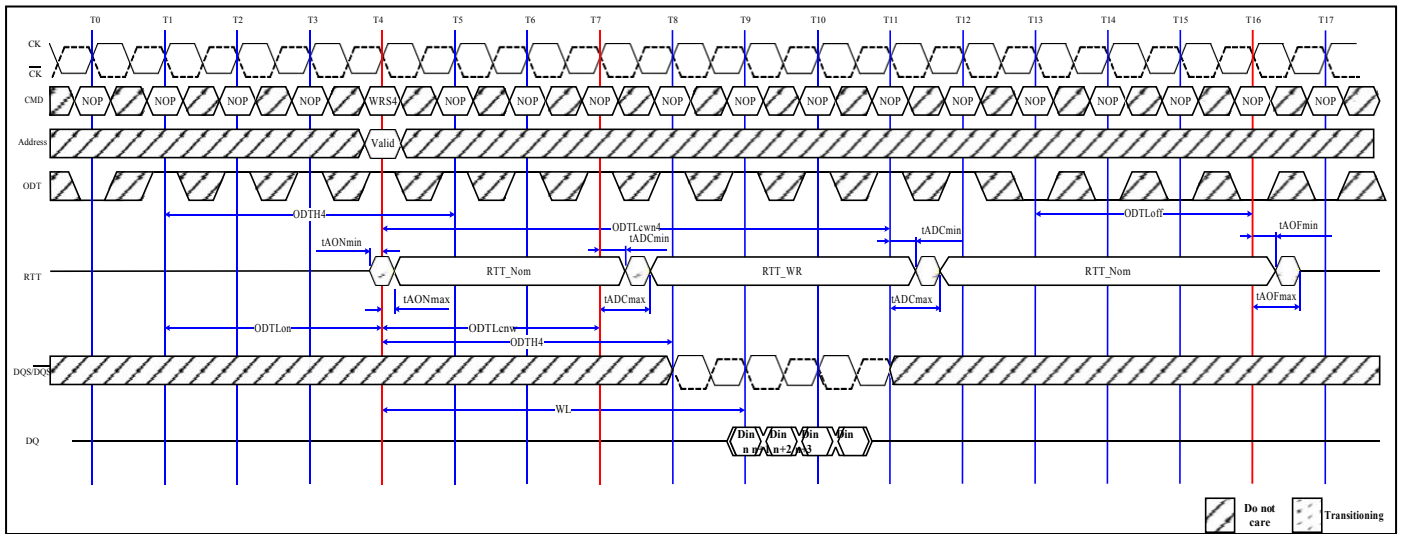 T0 T1 T2 T3 T4 T5 T6 T7 T8 T9 T10 T11 T12 T13 T14 T15 T16 T17
CK
CK
CMD NOP NOP NOP NOP WRS4 NOP NOP NOP NOP NOP NOP NOP NOP NOP NOP NOP NOP NOP
Address Valid
ODT
ODTH4 ODTLoff
ODTLcwn4
tAONmin tADCmin tADCmin tAOFmin
RTT RTT_Nom RTT_WR RTT_Nom
tAONmax tADCmax tADCmax tAOFmax
ODTLon ODTLcnw
ODTH4
DQS/DQS
WL
DQ Din Din Din Din
n n+1 n+2 n+3
Do not care
Transitioning